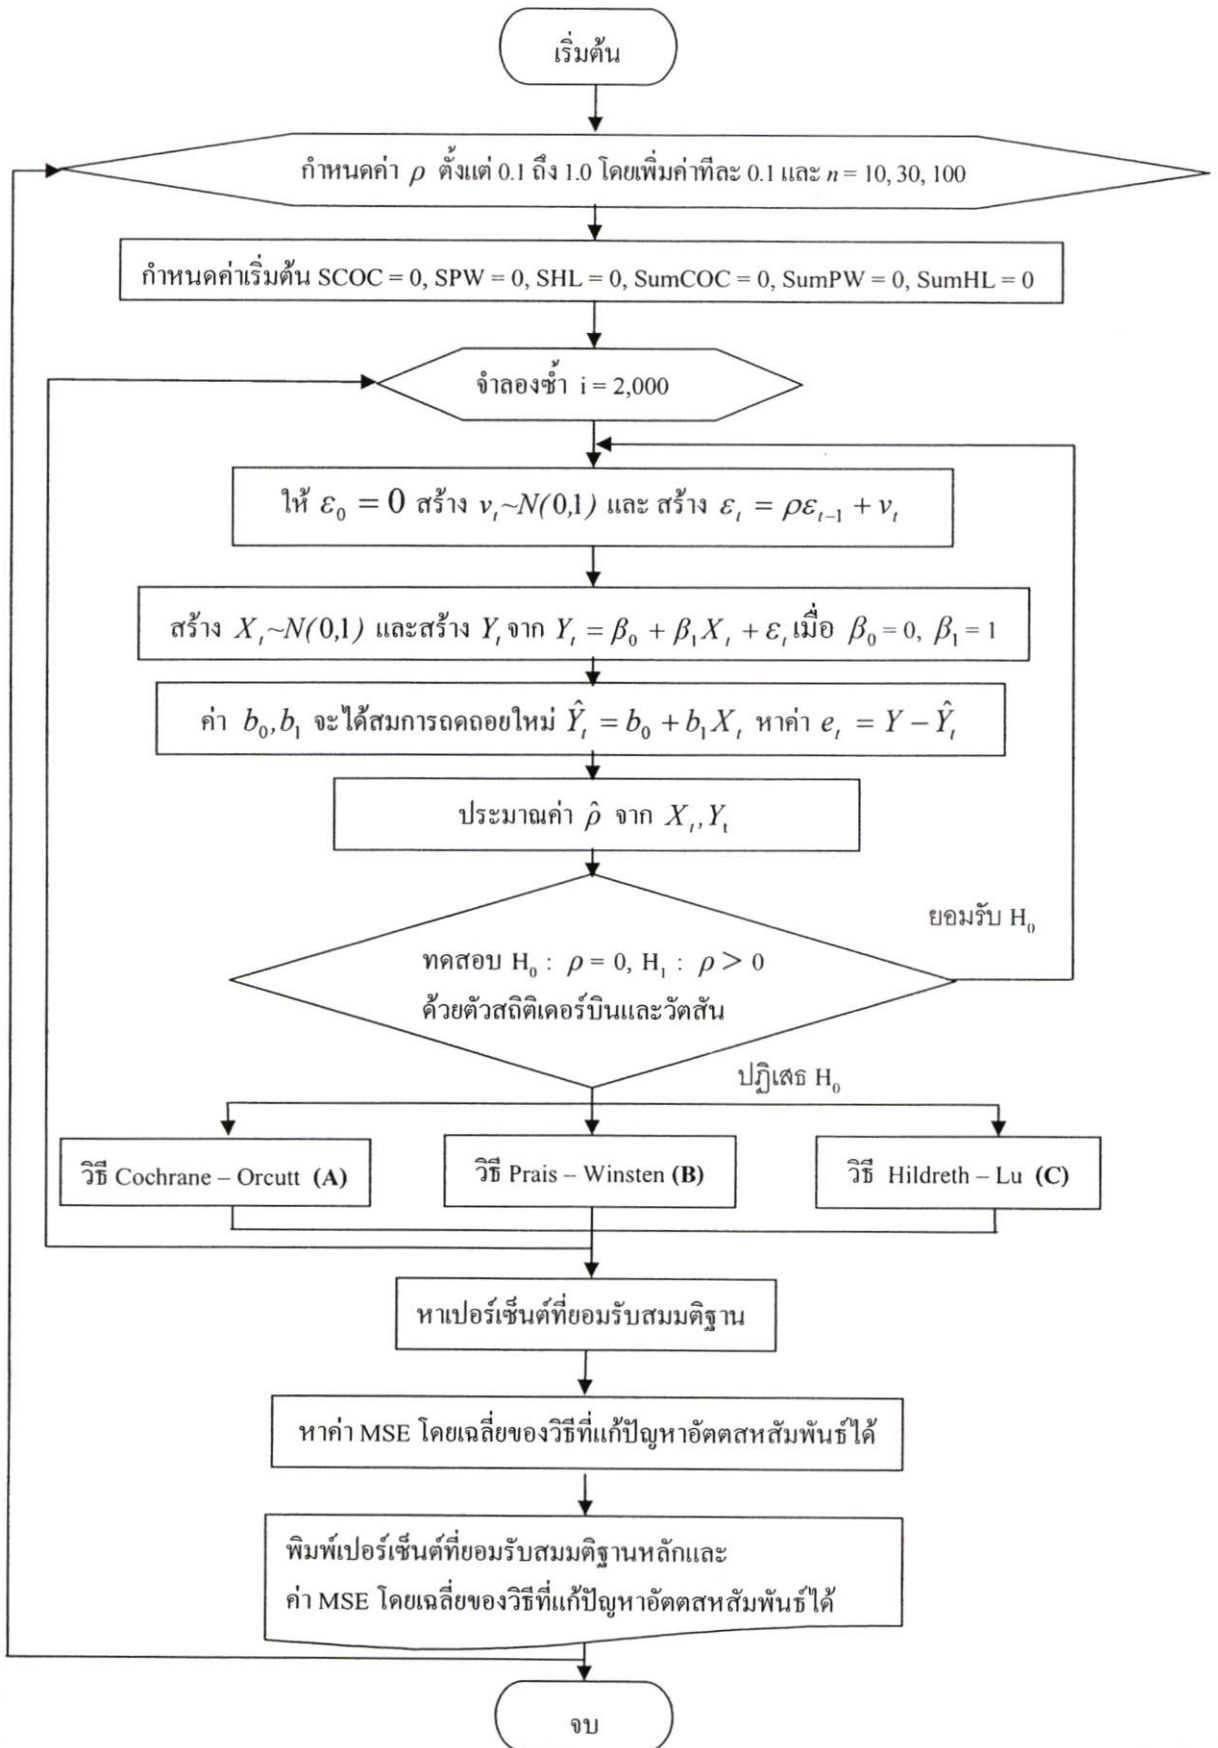 เริ่มต้น
กำหนดค่า ρ ตั้งแต่ 0.1 ถึง 1.0 โดยเพิ่มค่าทีละ 0.1 และ n = 10, 30, 100
กำหนดค่าเริ่มต้น SCOC = 0, SPW = 0, SHL = 0, SumCOC = 0, SumPW = 0, SumHL = 0
จำลองซ้ำ i = 2,000
ให้ ε₀ = 0 สร้าง vₜ~N(0,1) และ สร้าง εₜ = ρεₜ₋₁ + vₜ
สร้าง Xₜ~N(0,1) และสร้าง Yₜ จาก Yₜ = β₀ + β₁Xₜ + εₜ เมื่อ β₀ = 0, β₁ = 1
ค่า b₀,b₁ จะได้สมการถดถอยใหม่ Ŷₜ = b₀ + b₁Xₜ หาค่า eₜ = Y − Ŷₜ
ประมาณค่า ρ̂ จาก Xₜ,Yₜ
ยอมรับ H₀
ทดสอบ H₀ : ρ = 0, H₁ : ρ > 0
ด้วยตัวสถิติเดอร์บินและวัตสัน
ปฏิเสธ H₀
วิธี Cochrane – Orcutt (A)
วิธี Prais – Winsten (B)
วิธี Hildreth – Lu (C)
หาเปอร์เซ็นต์ที่ยอมรับสมมติฐาน
หาค่า MSE โดยเฉลี่ยของวิธีที่แก้ปัญหาอัตตสหสัมพันธ์ได้
พิมพ์เปอร์เซ็นต์ที่ยอมรับสมมติฐานหลักและ
ค่า MSE โดยเฉลี่ยของวิธีที่แก้ปัญหาอัตตสหสัมพันธ์ได้
จบ